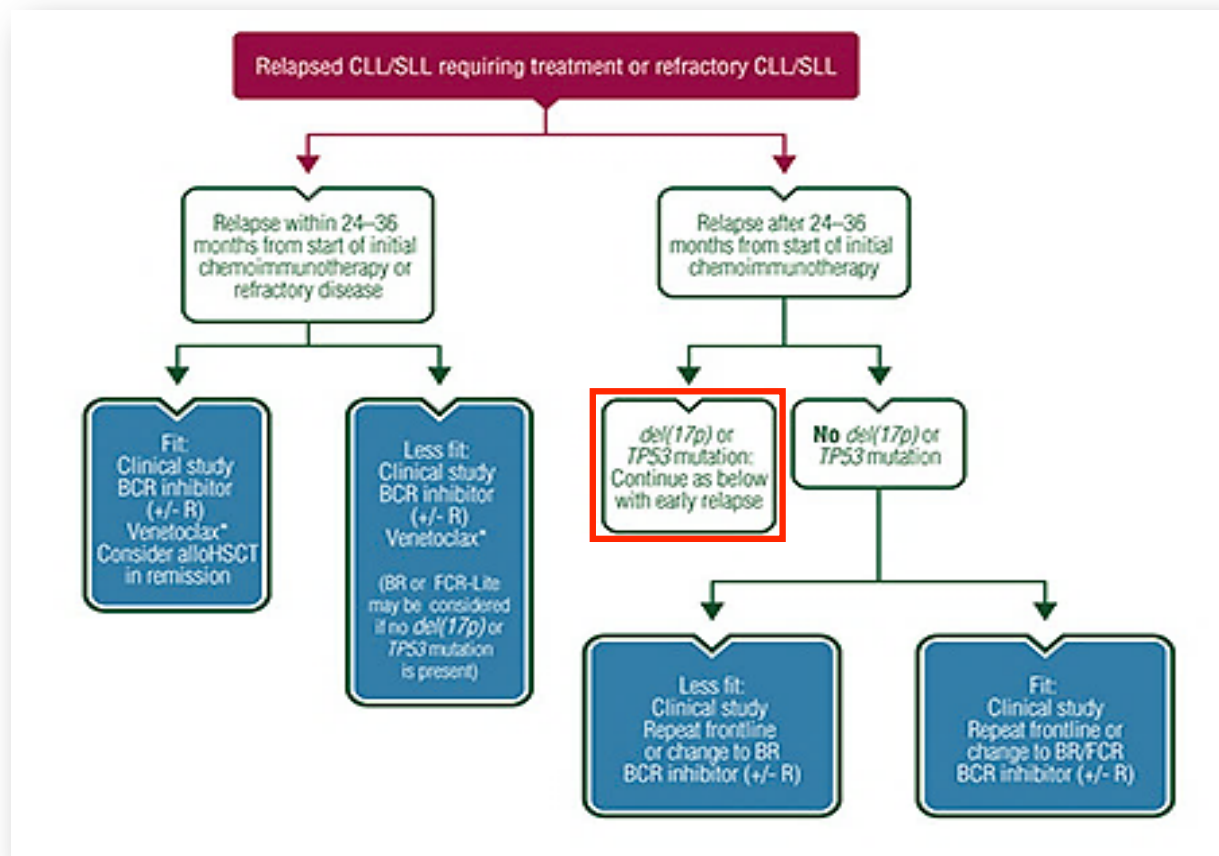 Relapsed CLL/SLL requiring treatment or refractory CLL/SLL
Relapse within 24–36
months from start of initial
chemoimmunotherapy or
refractory disease
Relapse after 24–36
months from start of initial
chemoimmunotherapy
Fit:
Clinical study
BCR inhibitor
(+/- R)
Venetoclax*
Consider alloHSCT
in remission
Less fit:
Clinical study
BCR inhibitor
(+/- R)
Venetoclax*
(BR or FCR-Lite
may be considered
if no del(17p) or
TP53 mutation
is present)
del(17p) or
TP53 mutation:
Continue as below
with early relapse
No del(17p) or
TP53 mutation
Less fit:
Clinical study
Repeat frontline
or change to BR
BCR inhibitor (+/- R)
Fit:
Clinical study
Repeat frontline or
change to BR/FCR
BCR inhibitor (+/- R)